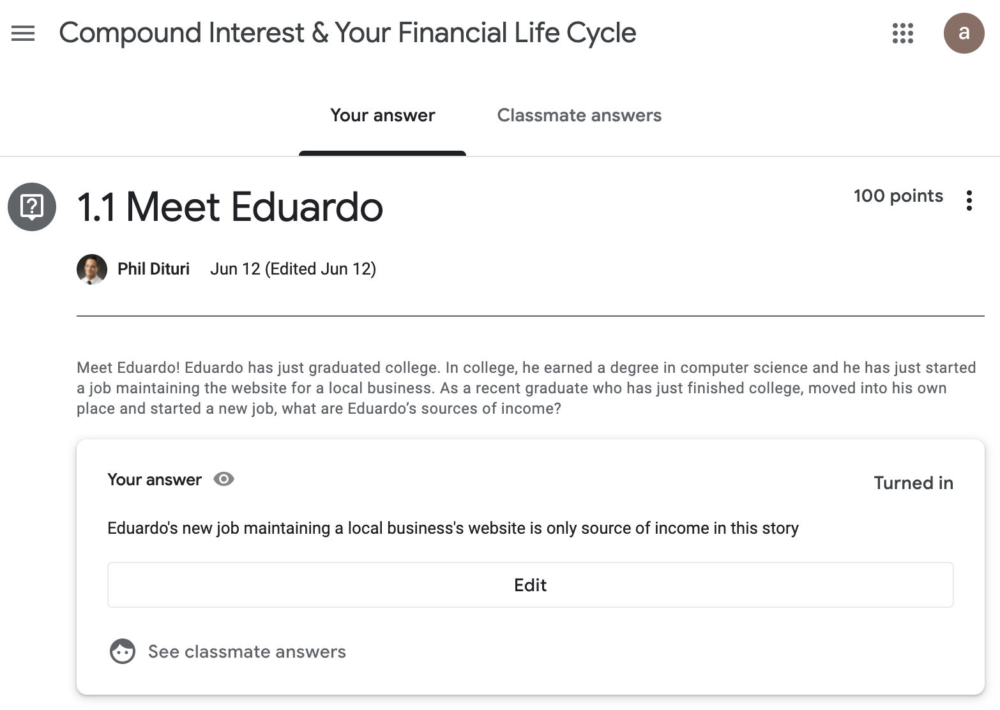 Compound Interest & Your Financial Life Cycle
a
Your answer
Classmate answers
1.1 Meet Eduardo
100 points
Phil Dituri Jun 12 (Edited Jun 12)
Meet Eduardo! Eduardo has just graduated college. In college, he earned a degree in computer science and he has just started
a job maintaining the website for a local business. As a recent graduate who has just finished college, moved into his own
place and started a new job, what are Eduardo’s sources of income?
Your answer
Turned in
Eduardo's new job maintaining a local business's website is only source of income in this story
Edit
See classmate answers